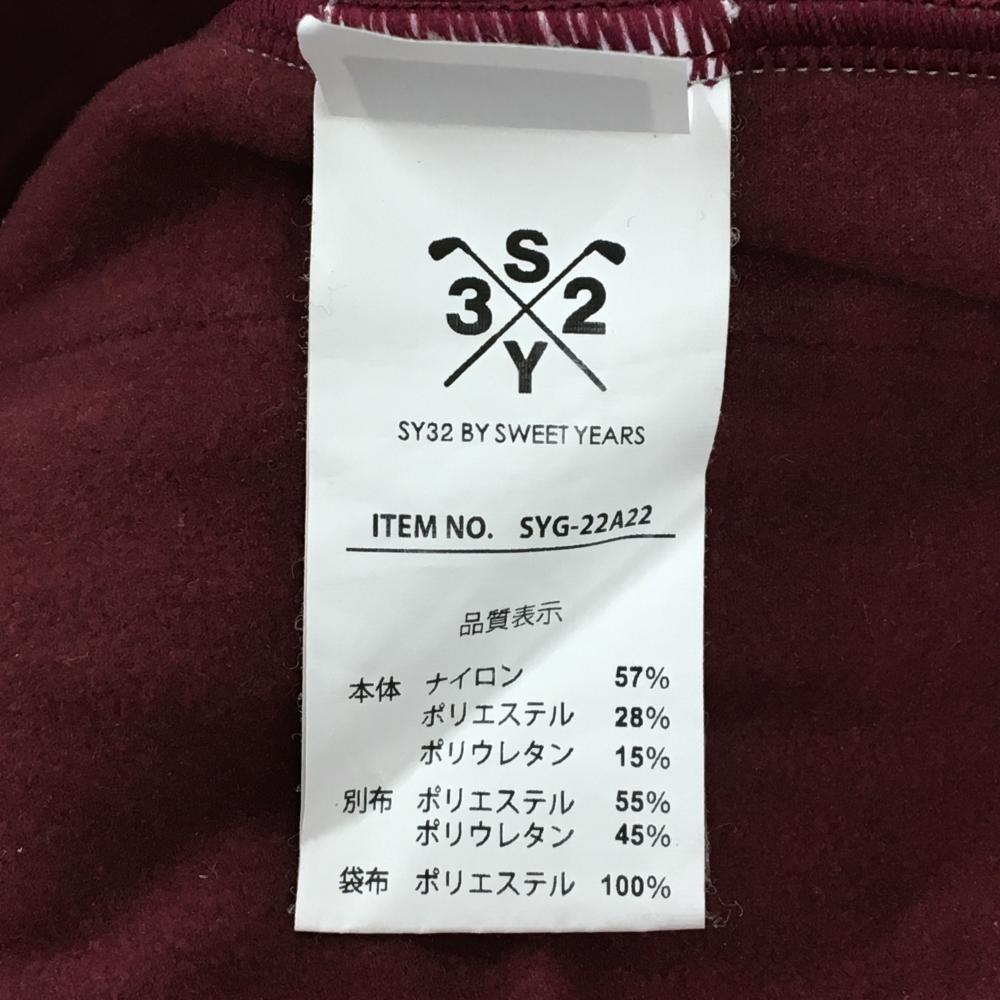 S
3 2
Y
SY32 BY SWEET YEARS
ITEM NO. SYG-22A22
品質表示
本体 ナイロン 57%
ポリエステル 28%
ポリウレタン 15%
別布 ポリエステル 55%
ポリウレタン 45%
袋布 ポリエステル 100%